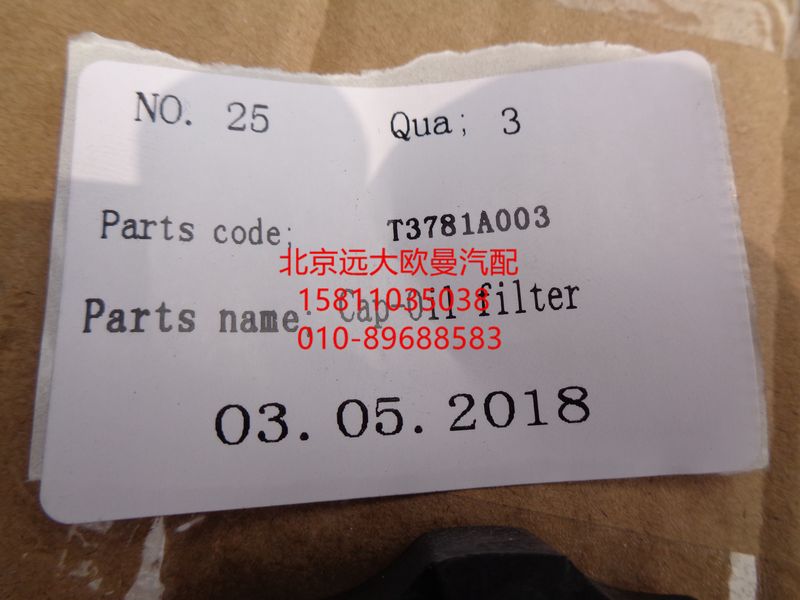 NO. 25 Qua; 3
Parts code; T3781A003
北京远大欧曼汽配
15811035038
Parts name; Cap-Oil filter
010-89688583
03. 05. 2018